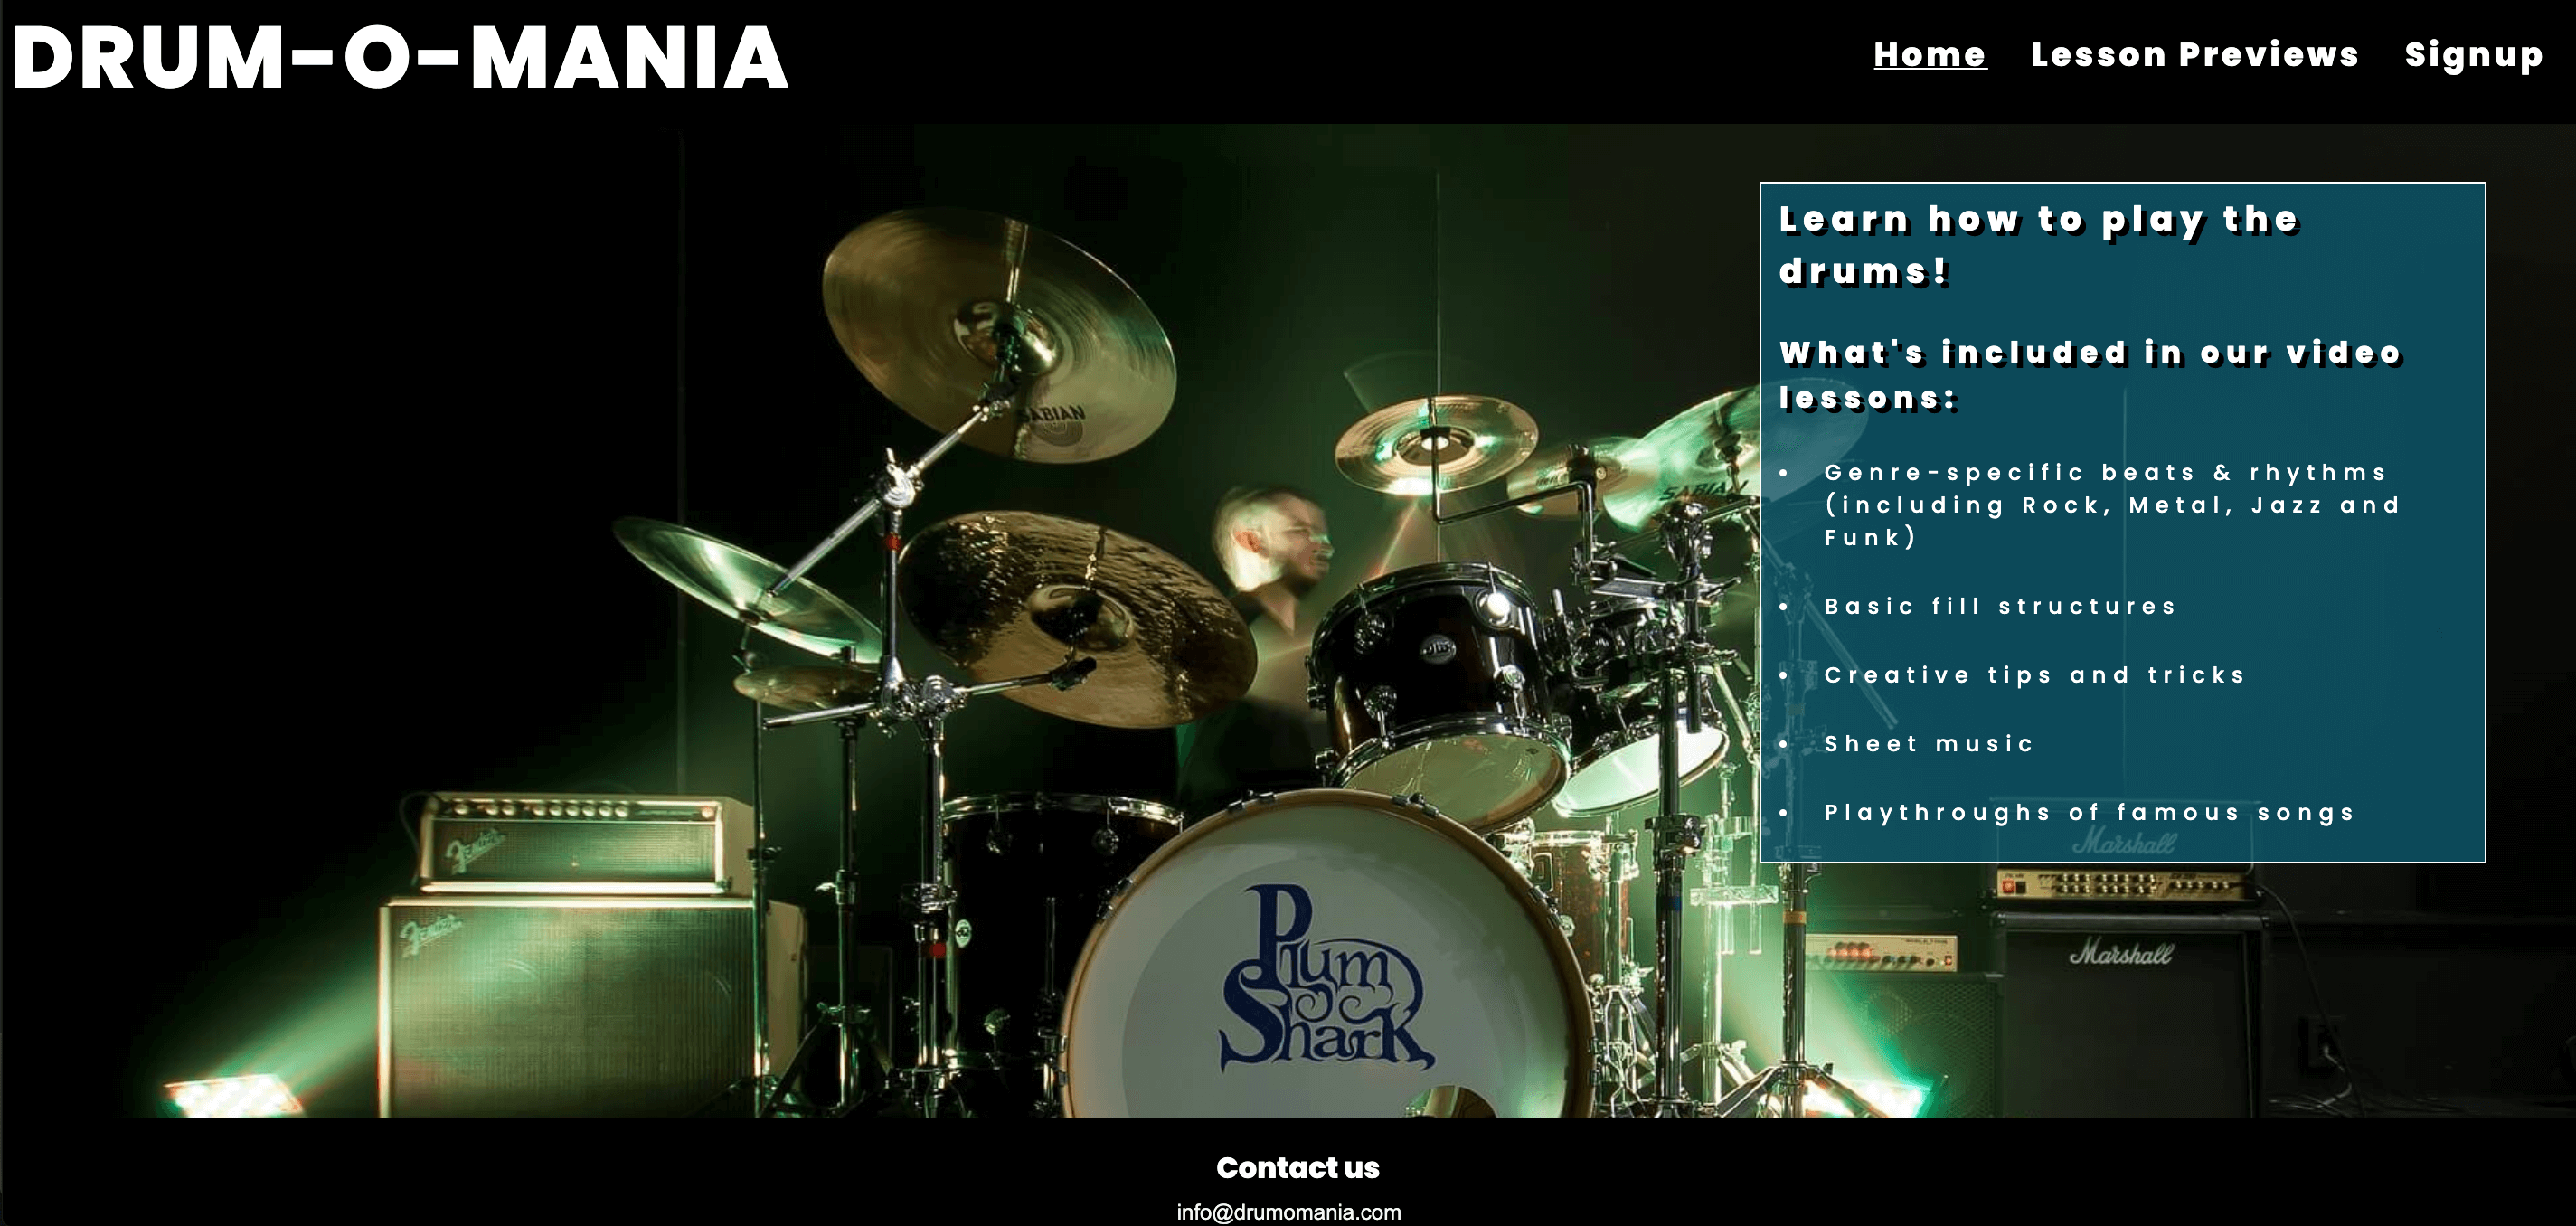 DRUM-O-MANIA
Home Lesson Previews Signup
Learn how to play the
drums!
What's included in our video
lessons:
• Genre-specific beats & rhythms
(including Rock, Metal, Jazz and
Funk)
• Basic fill structures
• Creative tips and tricks
• Sheet music
• Playthroughs of famous songs
SABIAN
SABIAN
Fender
Fender
Marshall
Marshall
Plum
Shark
Contact us
info@drumomania.com